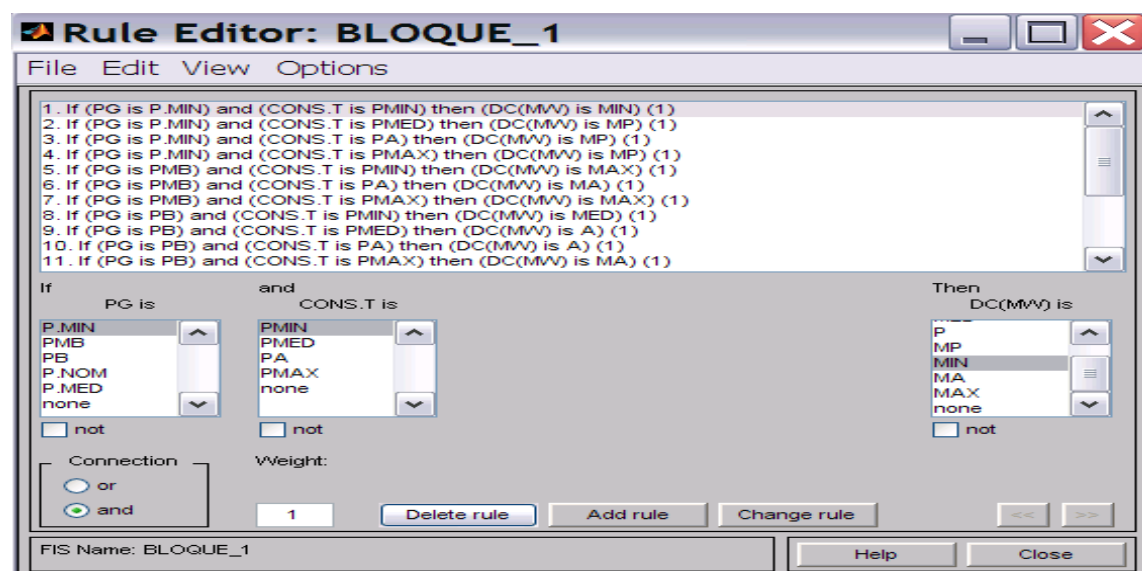 Rule Editor: BLOQUE_1
File Edit View Options
1. If (PG is P.MIN) and (CONS.T is PMIN) then (DC(MW) is MIN) (1)
2. If (PG is P.MIN) and (CONS.T is PMED) then (DC(MW) is MP) (1)
3. If (PG is P.MIN) and (CONS.T is PA) then (DC(MW) is MP) (1)
4. If (PG is P.MIN) and (CONS.T is PMAX) then (DC(MW) is MP) (1)
5. If (PG is PMB) and (CONS.T is PMIN) then (DC(MW) is MAX) (1)
6. If (PG is PMB) and (CONS.T is PA) then (DC(MW) is MA) (1)
7. If (PG is PMB) and (CONS.T is PMAX) then (DC(MW) is MAX) (1)
8. If (PG is PB) and (CONS.T is PMIN) then (DC(MW) is MED) (1)
9. If (PG is PB) and (CONS.T is PMED) then (DC(MW) is A) (1)
10. If (PG is PB) and (CONS.T is PA) then (DC(MW) is A) (1)
11. If (PG is PB) and (CONS.T is PMAX) then (DC(MW) is MA) (1)
If
PG is
P.MIN
PMB
PB
P.NOM
P.MED
none
not
and
CONS.T is
PMIN
PMED
PA
PMAX
none
not
Then
DC(MW) is
P
MP
MIN
MA
MAX
none
not
Connection
or
and
Weight:
1
Delete rule Add rule Change rule << >>
FIS Name: BLOQUE_1
Help Close